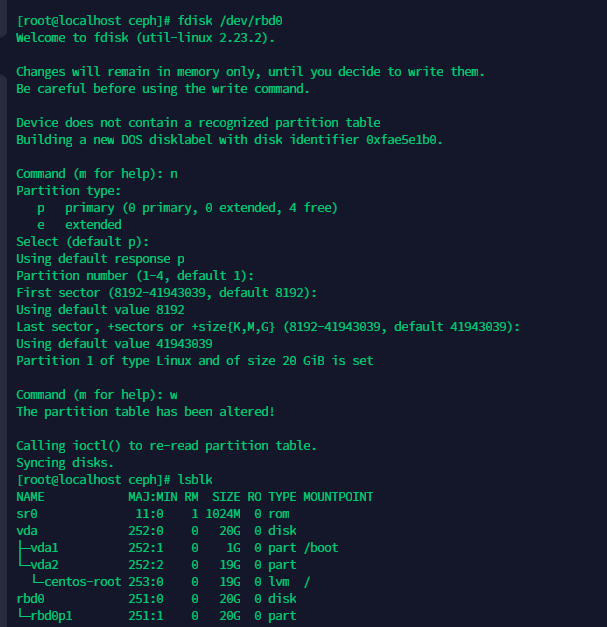 [root@localhost ceph]# fdisk /dev/rbd0
Welcome to fdisk (util-linux 2.23.2).

Changes will remain in memory only, until you decide to write them.
Be careful before using the write command.

Device does not contain a recognized partition table
Building a new DOS disklabel with disk identifier 0xfae5e1b0.

Command (m for help): n
Partition type:
   p   primary (0 primary, 0 extended, 4 free)
   e   extended
Select (default p):
Using default response p
Partition number (1-4, default 1):
First sector (8192-41943039, default 8192):
Using default value 8192
Last sector, +sectors or +size{K,M,G} (8192-41943039, default 41943039):
Using default value 41943039
Partition 1 of type Linux and of size 20 GiB is set

Command (m for help): w
The partition table has been altered!

Calling ioctl() to re-read partition table.
Syncing disks.
[root@localhost ceph]# lsblk
NAME            MAJ:MIN RM  SIZE RO TYPE MOUNTPOINT
sr0              11:0    1 1024M  0 rom
vda             252:0    0   20G  0 disk
├─vda1          252:1    0    1G  0 part /boot
└─vda2          252:2    0   19G  0 part
  └─centos-root 253:0    0   19G  0 lvm  /
rbd0            251:0    0   20G  0 disk
└─rbd0p1        251:1    0   20G  0 part